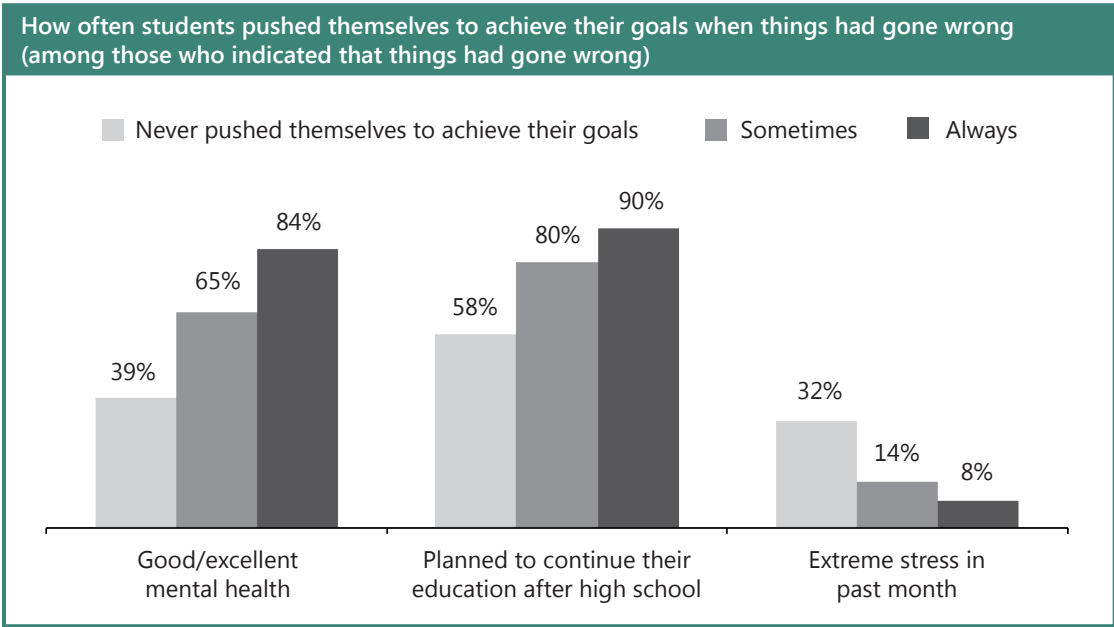 How often students pushed themselves to achieve their goals when things had gone wrong
(among those who indicated that things had gone wrong)
Never pushed themselves to achieve their goals
Sometimes
Always
39%
65%
84%
58%
80%
90%
32%
14%
8%
Good/excellent
mental health
Planned to continue their
education after high school
Extreme stress in
past month